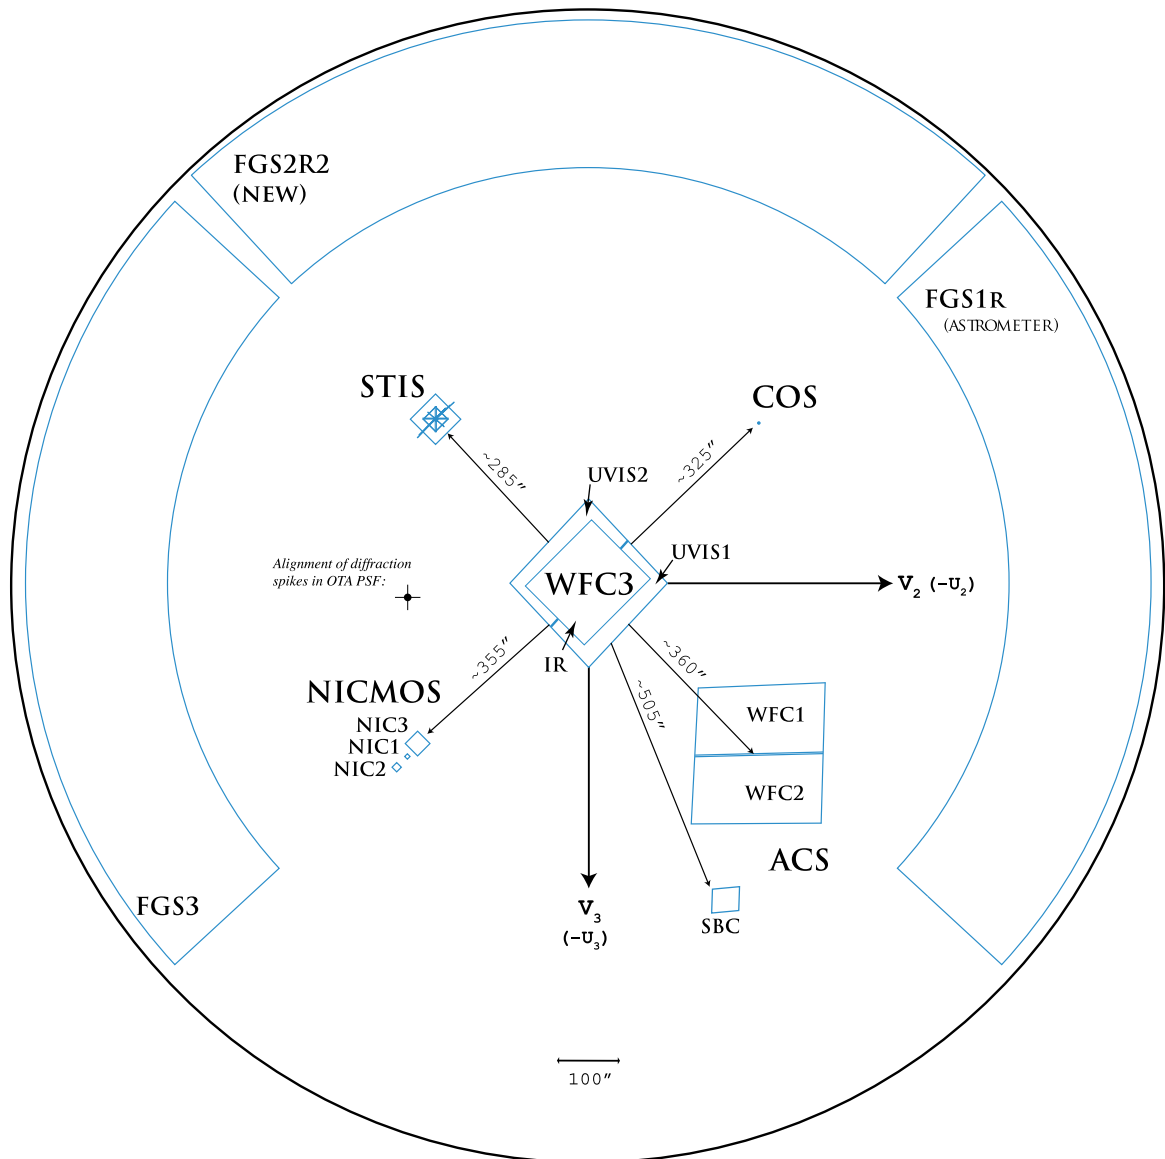 FGS2R2
(NEW)
FGS1R
(ASTROMETER)
STIS
COS
~285″
~325″
UVIS2
UVIS1
Alignment of diffraction
spikes in OTA PSF:
WFC3
V2 (-U2)
~355″
IR
~360″
~505″
NICMOS
NIC3
NIC1
NIC2
WFC1
WFC2
ACS
FGS3
V3
(-U3)
SBC
100″